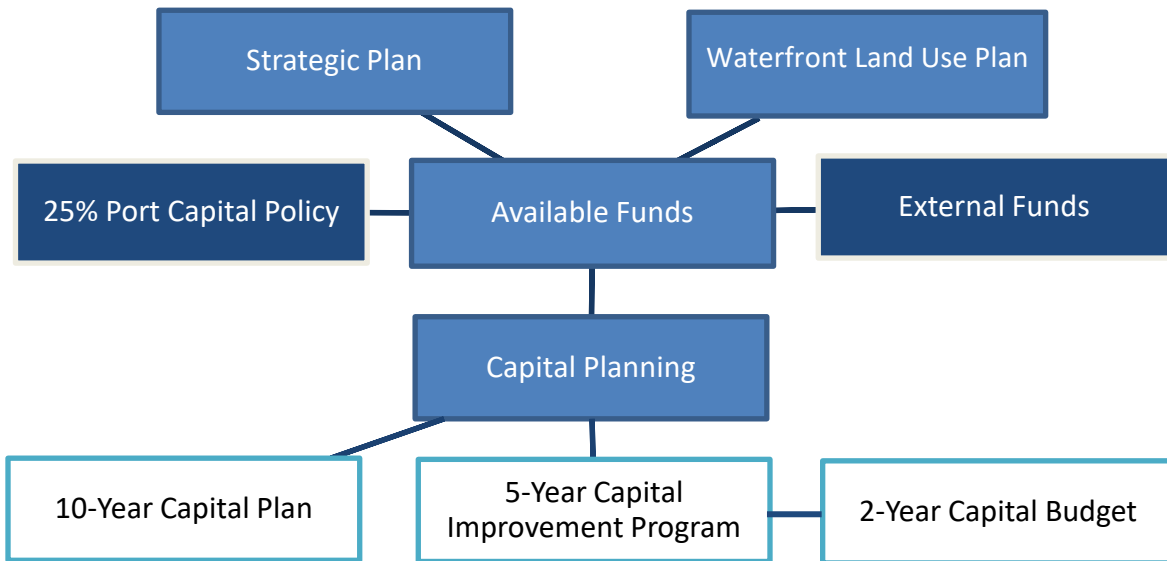 Strategic Plan
Waterfront Land Use Plan
25% Port Capital Policy
Available Funds
External Funds
Capital Planning
10-Year Capital Plan
5-Year Capital
Improvement Program
2-Year Capital Budget